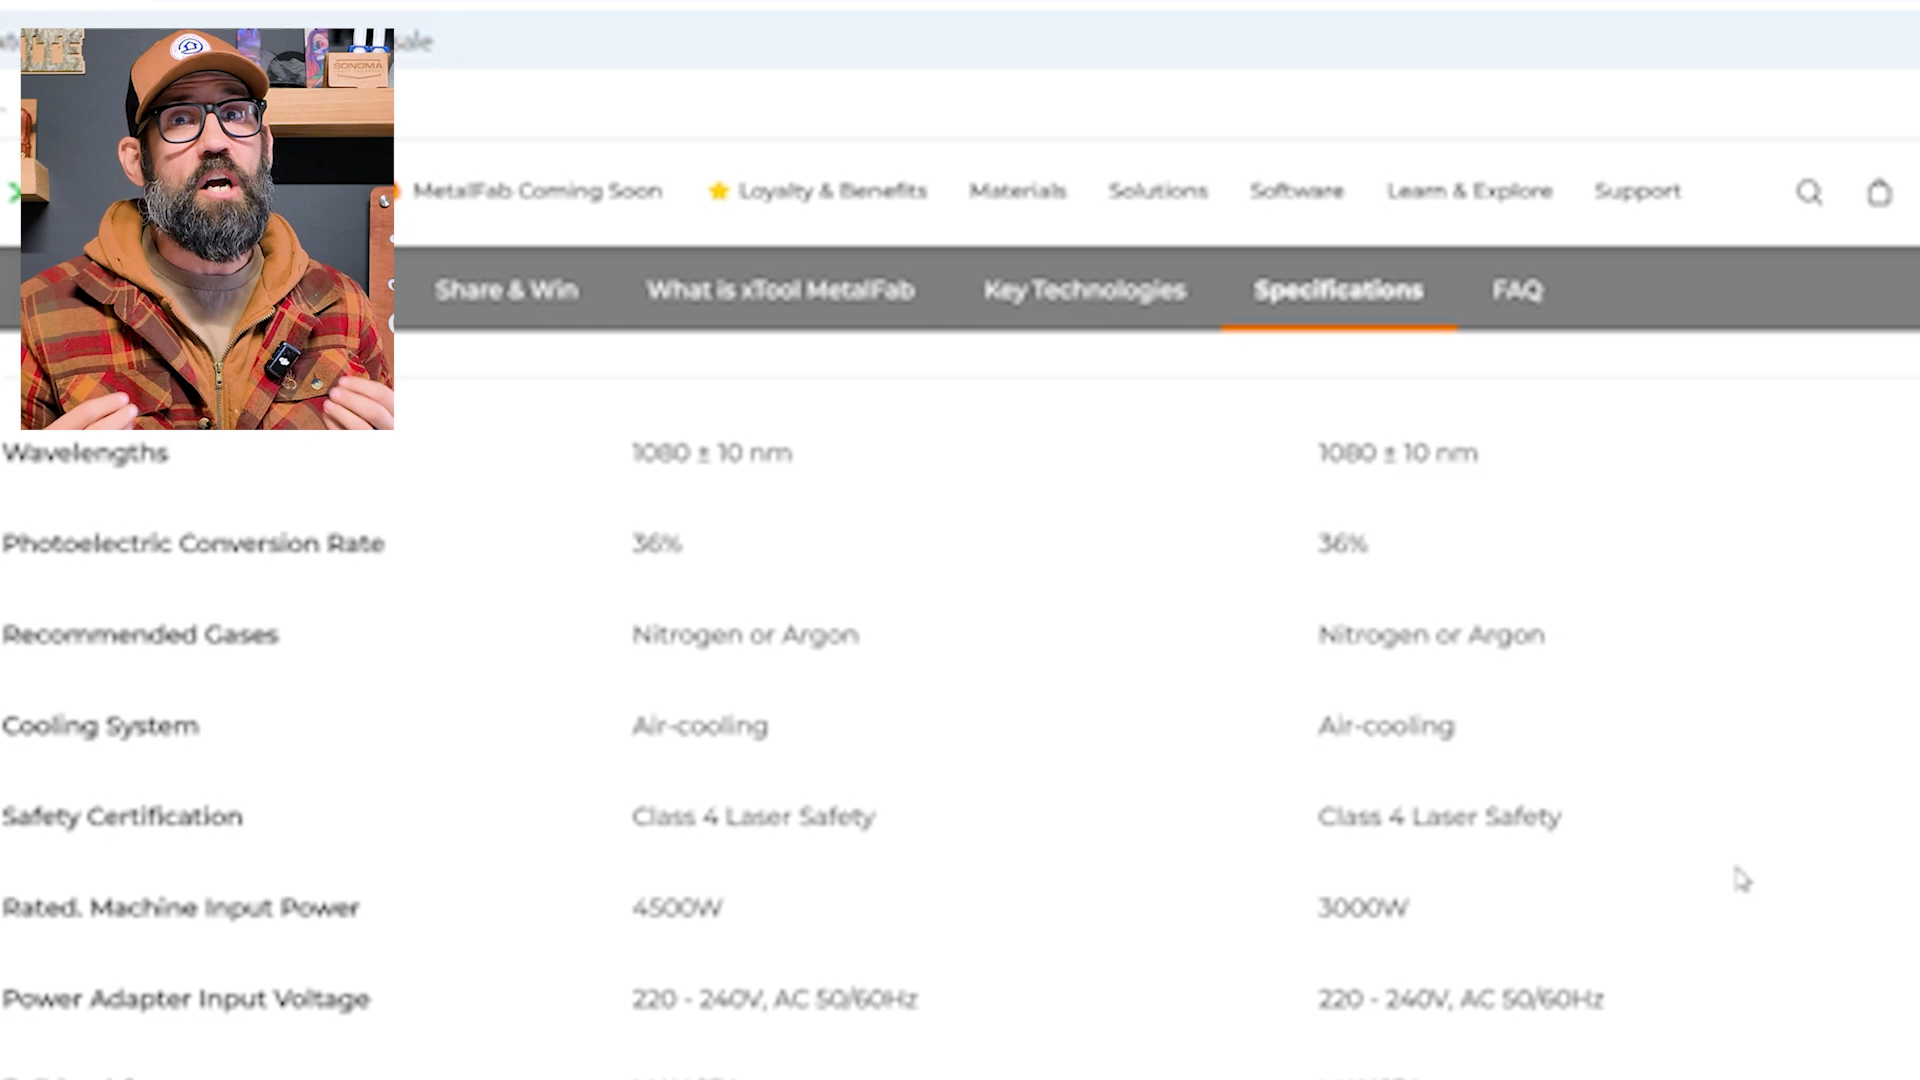 sale
SONOMA
MetalFab Coming Soon
Loyalty & Benefits
Materials
Solutions
Software
Learn & Explore
Support
Share & Win
What is xTool MetalFab
Key Technologies
Specifications
FAQ
Wavelengths 1080 ± 10 nm 1080 ± 10 nm
Photoelectric Conversion Rate 36% 36%
Recommended Gases Nitrogen or Argon Nitrogen or Argon
Cooling System Air-cooling Air-cooling
Safety Certification Class 4 Laser Safety Class 4 Laser Safety
Rated. Machine Input Power 4500W 3000W
Power Adapter Input Voltage 220 - 240V, AC 50/60Hz 220 - 240V, AC 50/60Hz